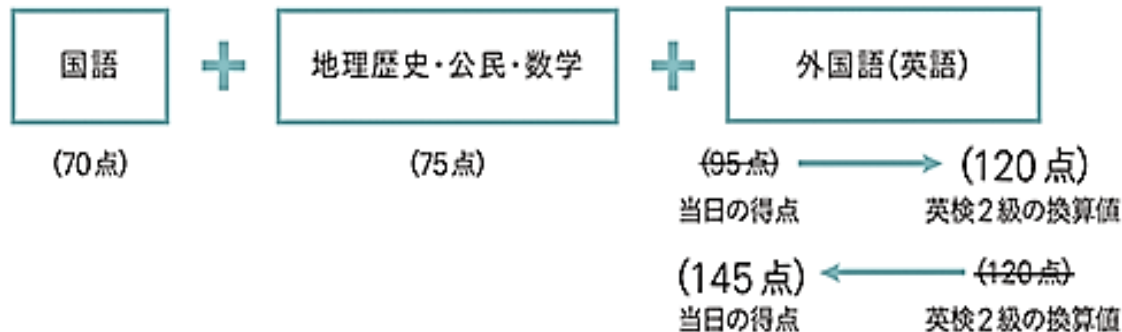 国語 + 地理歴史・公民・数学 + 外国語(英語)
(70点) (75点) (95点) (120点)
当日の得点 英検2級の換算値
(145点) (120点)
当日の得点 英検2級の換算値